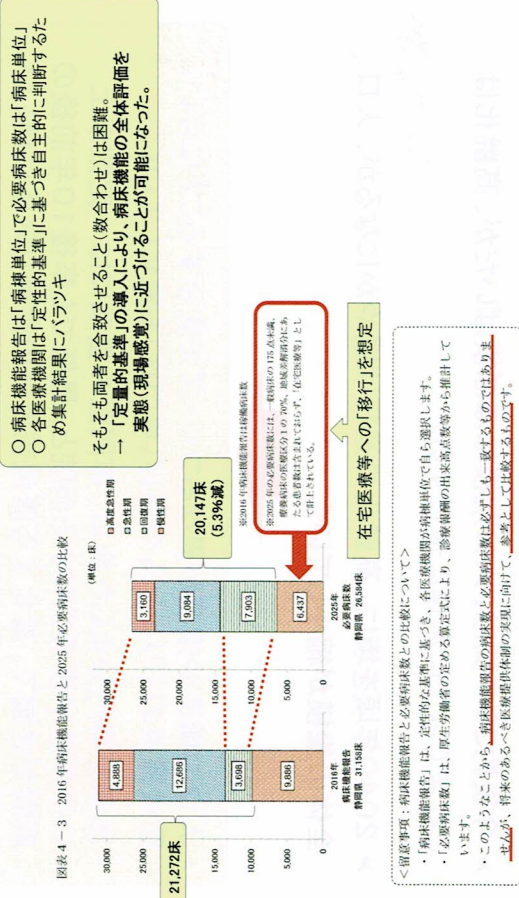 ○ 病床機能報告は「病棟単位」で必要病床数は「病床単位」
○ 各医療機関は「定性的基準」に基づき自主的に判断するた
め集計結果にバラツキ
そもそも両者を合致させること(数合わせ)は困難。
→ 「定量的基準」の導入により、病床機能の全体評価を
実態(現場感覚)に近づけることが可能になった。
図表4－3 2016年病床機能報告と2025年必要病床数の比較
(単位：床)
高度急性期
急性期
回復期
慢性期
30,000
25,000
20,000
15,000
10,000
5,000
0
4,888
12,686
3,698
9,886
21,272床
2016年
病床機能報告
静岡県 31,158床
30,000
25,000
20,000
15,000
10,000
5,000
0
3,160
9,084
7,903
6,437
20,147床
(5.3%減)
2025年
必要病床数
静岡県 26,584床
※2016年病床機能報告は稼働病床数
※2025年の必要病床数には、一般病床の175点未満、
療養病床の医療区分1の70%、地域差解消分にあ
たる患者数は含まれておらず、「在宅医療等」とし
て計上されている。
在宅医療等への「移行」を想定
＜留意事項：病床機能報告と必要病床数との比較について＞
・「病床機能報告」は、定性的な基準に基づき、各医療機関が病棟単位で自ら選択します。
・「必要病床数」は、厚生労働省の定める算定式により、診療報酬の出来高点数等から推計して
います。
・このようなことから、病床機能報告の病床数と必要病床数は必ずしも一致するものではありま
せんが、将来のあるべき医療提供体制の実現に向けて、参考として比較するものです。